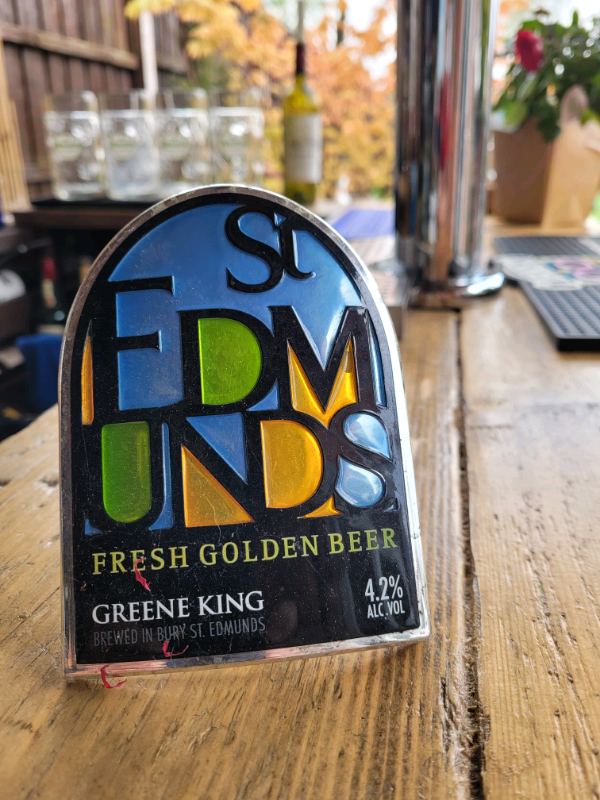 St
EDM
UNDS
FRESH GOLDEN BEER
GREENE KING
BREWED IN BURY ST. EDMUNDS
4.2%
ALC.VOL